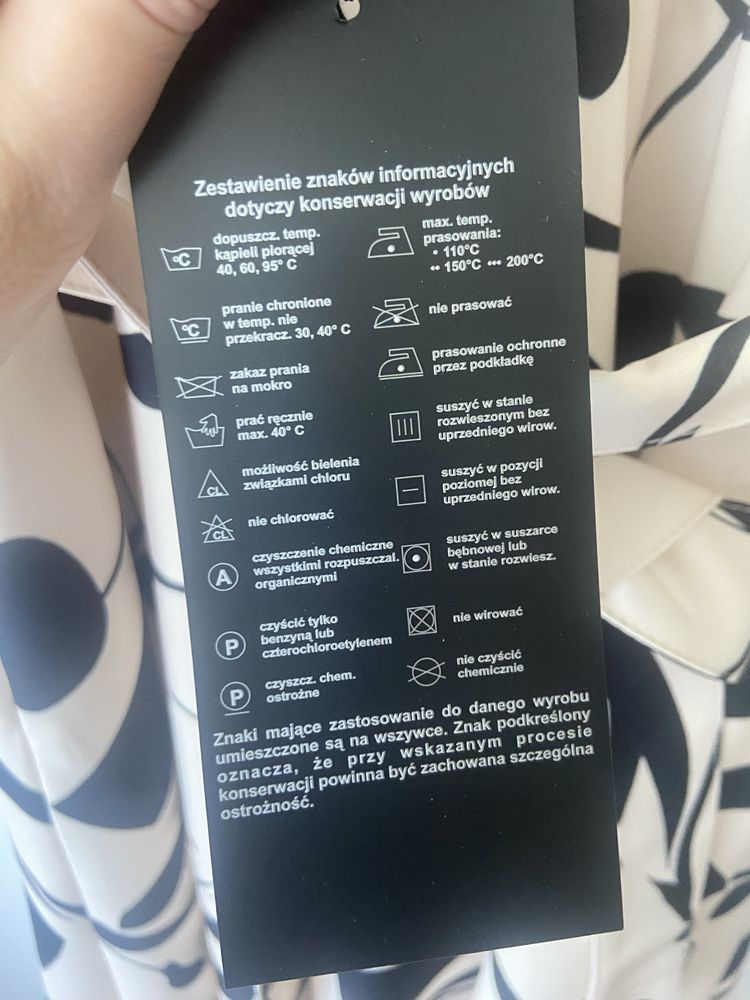 Zestawienie znaków informacyjnych
dotyczy konserwacji wyrobów
°C
dopuszcz. temp.
kąpieli piorącej
40, 60, 95° C
°C
pranie chronione
w temp. nie
przekracz. 30, 40° C
zakaz prania
na mokro
prać ręcznie
max. 40° C
CL
możliwość bielenia
związkami chloru
CL
nie chlorować
A
czyszczenie chemiczne
wszystkimi rozpuszczal.
organicznymi
P
czyścić tylko
benzyną lub
czterochloroetylenem
P
czyszcz. chem.
ostrożne
max. temp.
prasowania:
• 110°C
•• 150°C ••• 200°C
nie prasować
prasowanie ochronne
przez podkładkę
suszyć w stanie
rozwieszonym bez
uprzedniego wirow.
suszyć w pozycji
poziomej bez
uprzedniego wirow.
suszyć w suszarce
bębnowej lub
w stanie rozwiesz.
nie wirować
nie czyścić
chemicznie
Znaki mające zastosowanie do danego wyrobu
umieszczone są na wszywce. Znak podkreślony
oznacza, że przy wskazanym procesie
konserwacji powinna być zachowana szczególna
ostrożność.